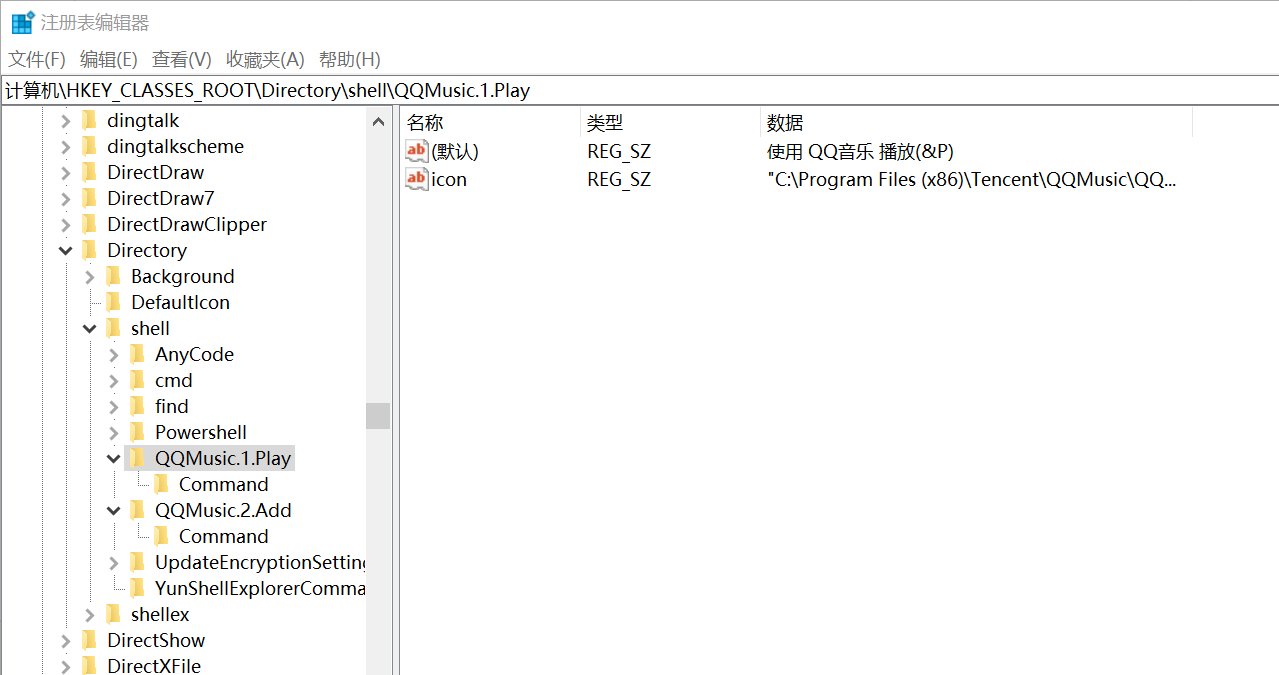 注册表编辑器
文件(F) 编辑(E) 查看(V) 收藏夹(A) 帮助(H)
计算机\HKEY_CLASSES_ROOT\Directory\shell\QQMusic.1.Play
dingtalk
dingtalkscheme
DirectDraw
DirectDraw7
DirectDrawClipper
Directory
Background
DefaultIcon
shell
AnyCode
cmd
find
Powershell
QQMusic.1.Play
Command
QQMusic.2.Add
Command
UpdateEncryptionSetting
YunShellExplorerComma
shellex
DirectShow
DirectXFile
名称 类型 数据
ab (默认) REG_SZ 使用 QQ音乐 播放(&P)
ab icon REG_SZ "C:\Program Files (x86)\Tencent\QQMusic\QQ...